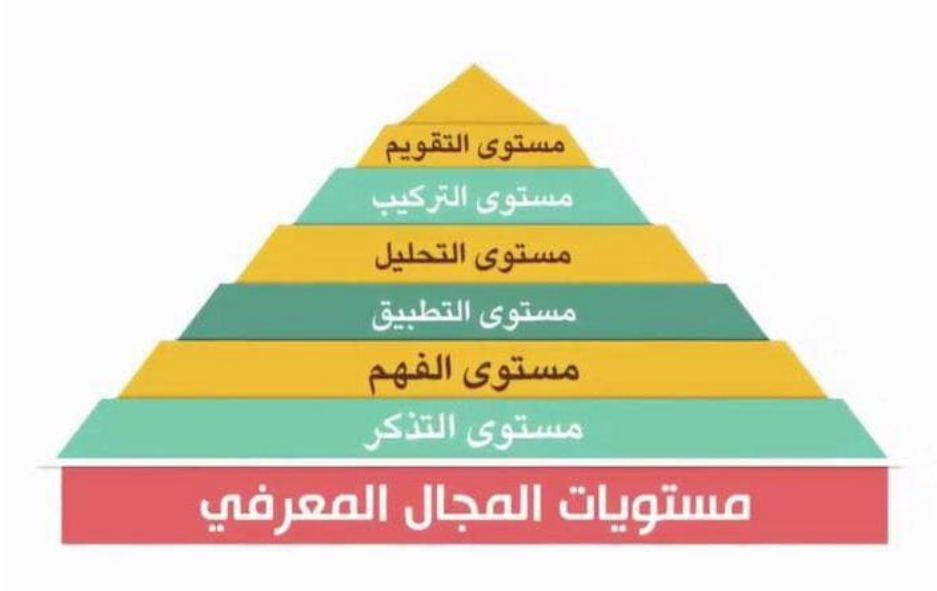 مستوى التقويم
مستوى التركيب
مستوى التحليل
مستوى التطبيق
مستوى الفهم
مستوى التذكر
مستويات المجال المعرفي